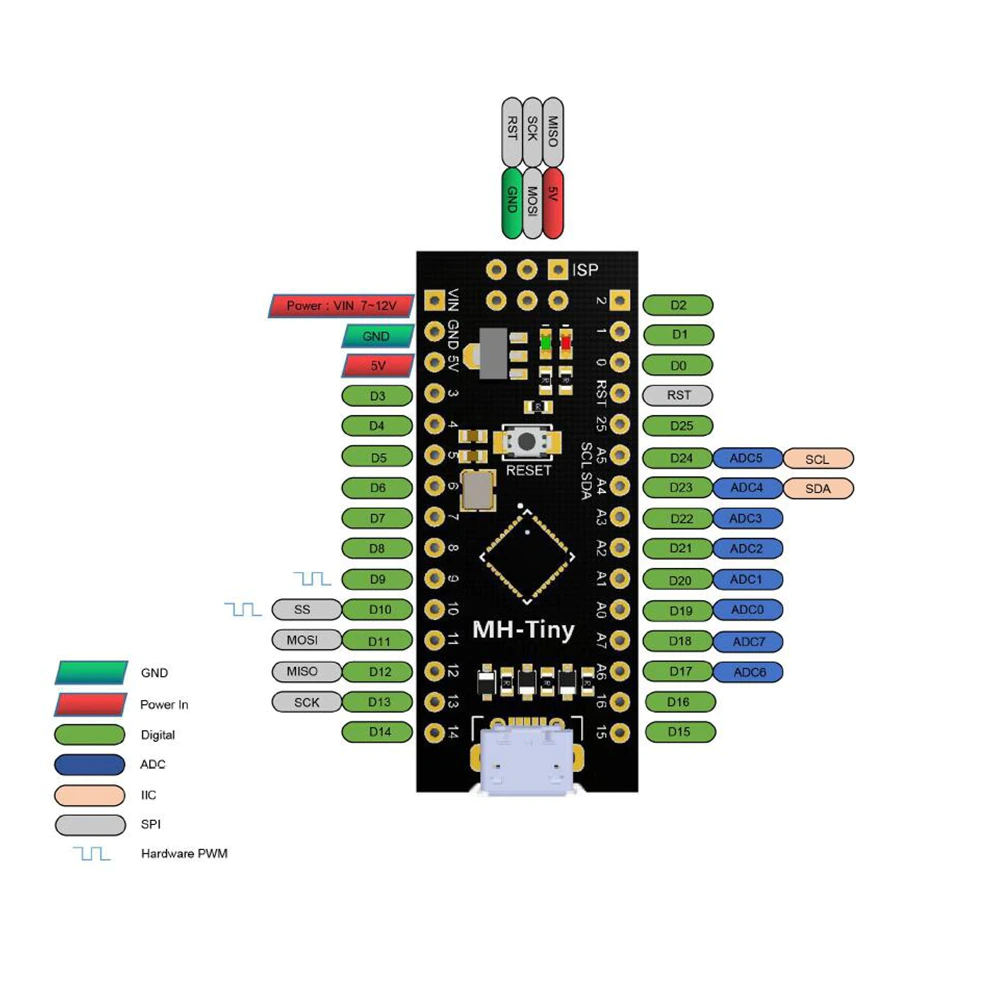 RST SCK MISO
GND MOSI 5V
ISP
Power : VIN 7~12V VIN 2 D2
GND GND 1 D1
5V 5V 0 D0
D3 3 RST RST
D4 4 25 D25
D5 5 A5 SCL D24 ADC5 SCL
RESET
D6 6 A4 SDA D23 ADC4 SDA
D7 7 A3 D22 ADC3
D8 8 A2 D21 ADC2
D9 9 A1 D20 ADC1
SS D10 10 A0 D19 ADC0
MH-Tiny
MOSI D11 11 A7 D18 ADC7
MISO D12 12 A6 D17 ADC6
SCK D13 13 16 D16
D14 14 15 D15
GND
Power In
Digital
ADC
IIC
SPI
Hardware PWM